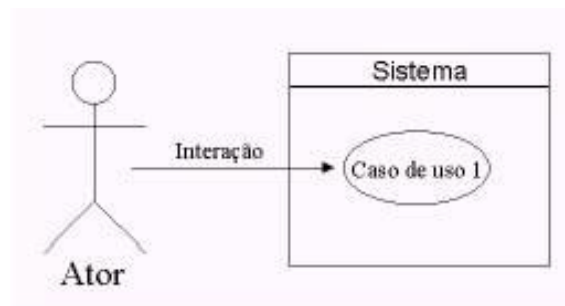 Sistema
Interação
Caso de uso 1
Ator